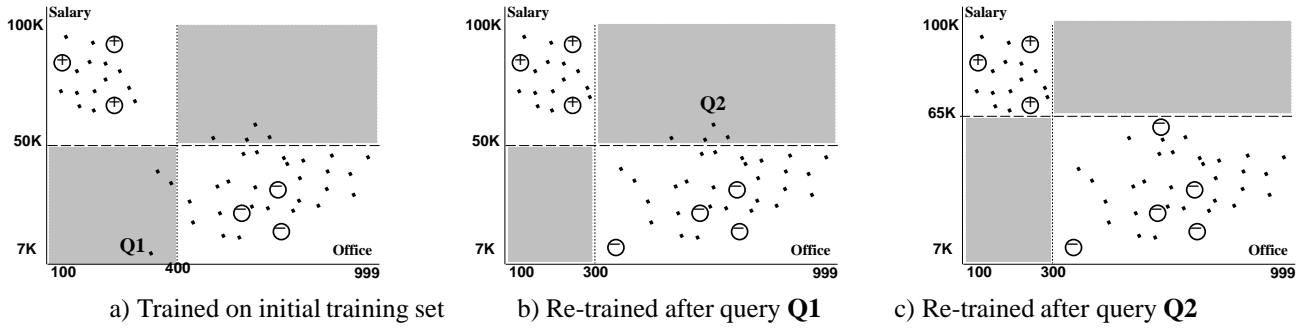 Salary
100K
50K
7K
Q1
Office
100
400
999
a) Trained on initial training set
Salary
100K
50K
7K
Q2
Office
100
300
999
b) Re-trained after query Q1
Salary
100K
65K
7K
Office
100
300
999
c) Re-trained after query Q2